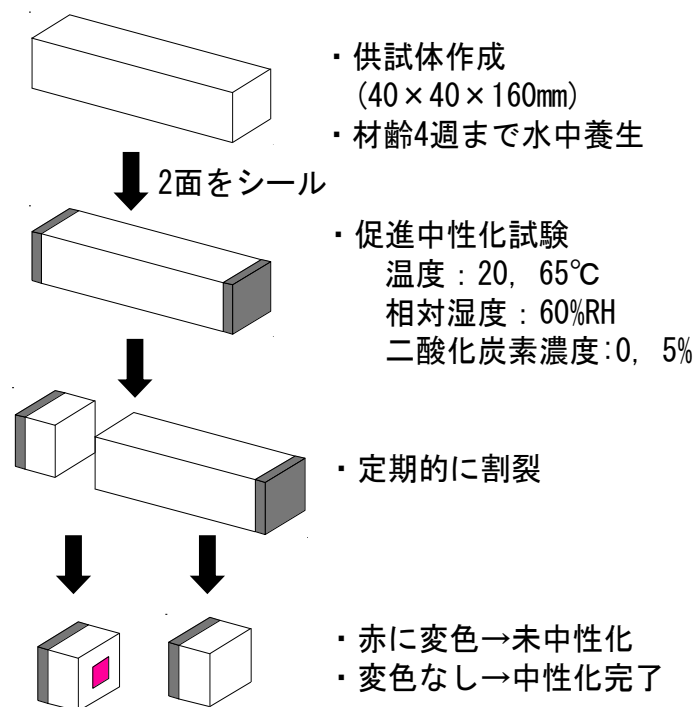 ・供試体作成
(40×40×160mm)
・材齢4週まで水中養生
2面をシール
・促進中性化試験
温度：20, 65℃
相対湿度：60%RH
二酸化炭素濃度:0, 5%
・定期的に割裂
・赤に変色→未中性化
・変色なし→中性化完了